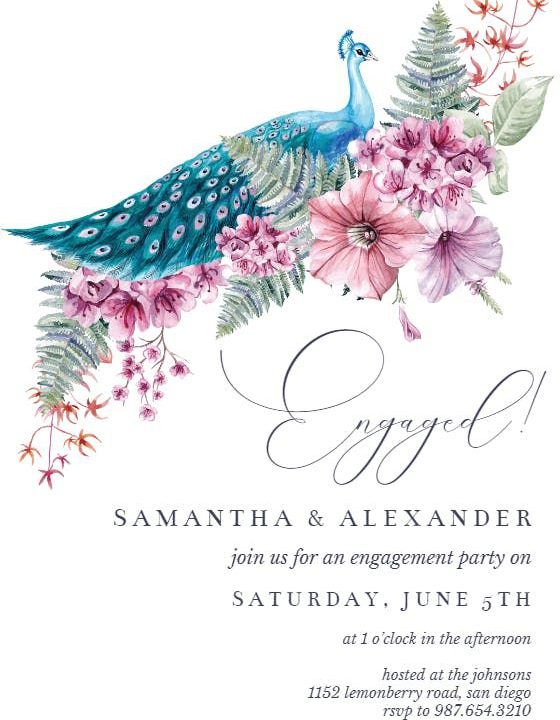 Engaged!
SAMANTHA & ALEXANDER
join us for an engagement party on
SATURDAY, JUNE 5TH
at 1 o'clock in the afternoon
hosted at the johnsons
1152 lemonberry road, san diego
rsvp to 987.654.3210